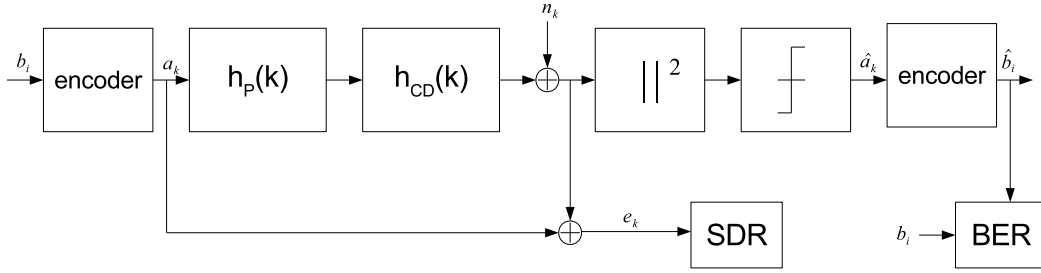 n_k
b_i
encoder
a_k
h_P(k)
h_CD(k)
| | ²
â_k
encoder
b̂_i
e_k
SDR
b_i
BER